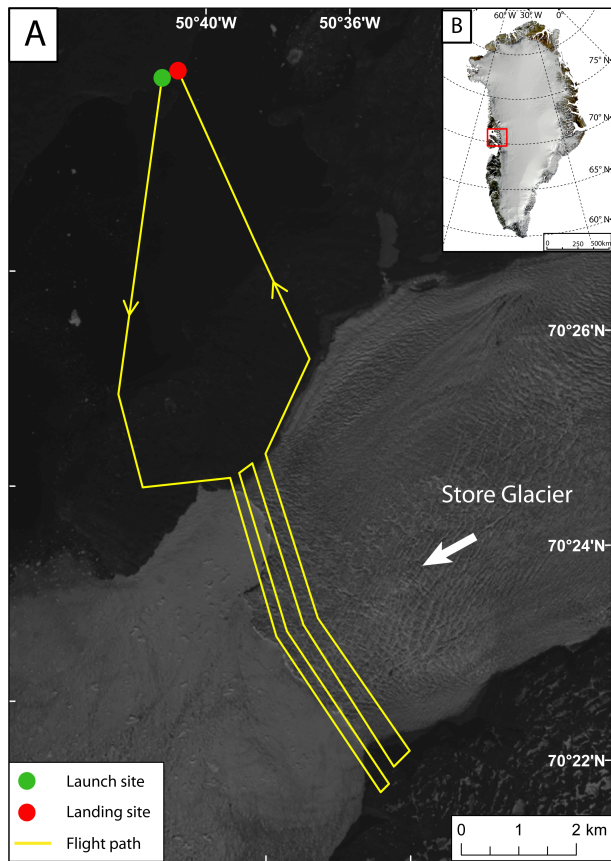 A
50°40'W
50°36'W
B
60° W
30° W
0°
75° N
70° N
65° N
60° N
0
250
500km
70°26'N
Store Glacier
70°24'N
70°22'N
Launch site
Landing site
Flight path
0
1
2 km